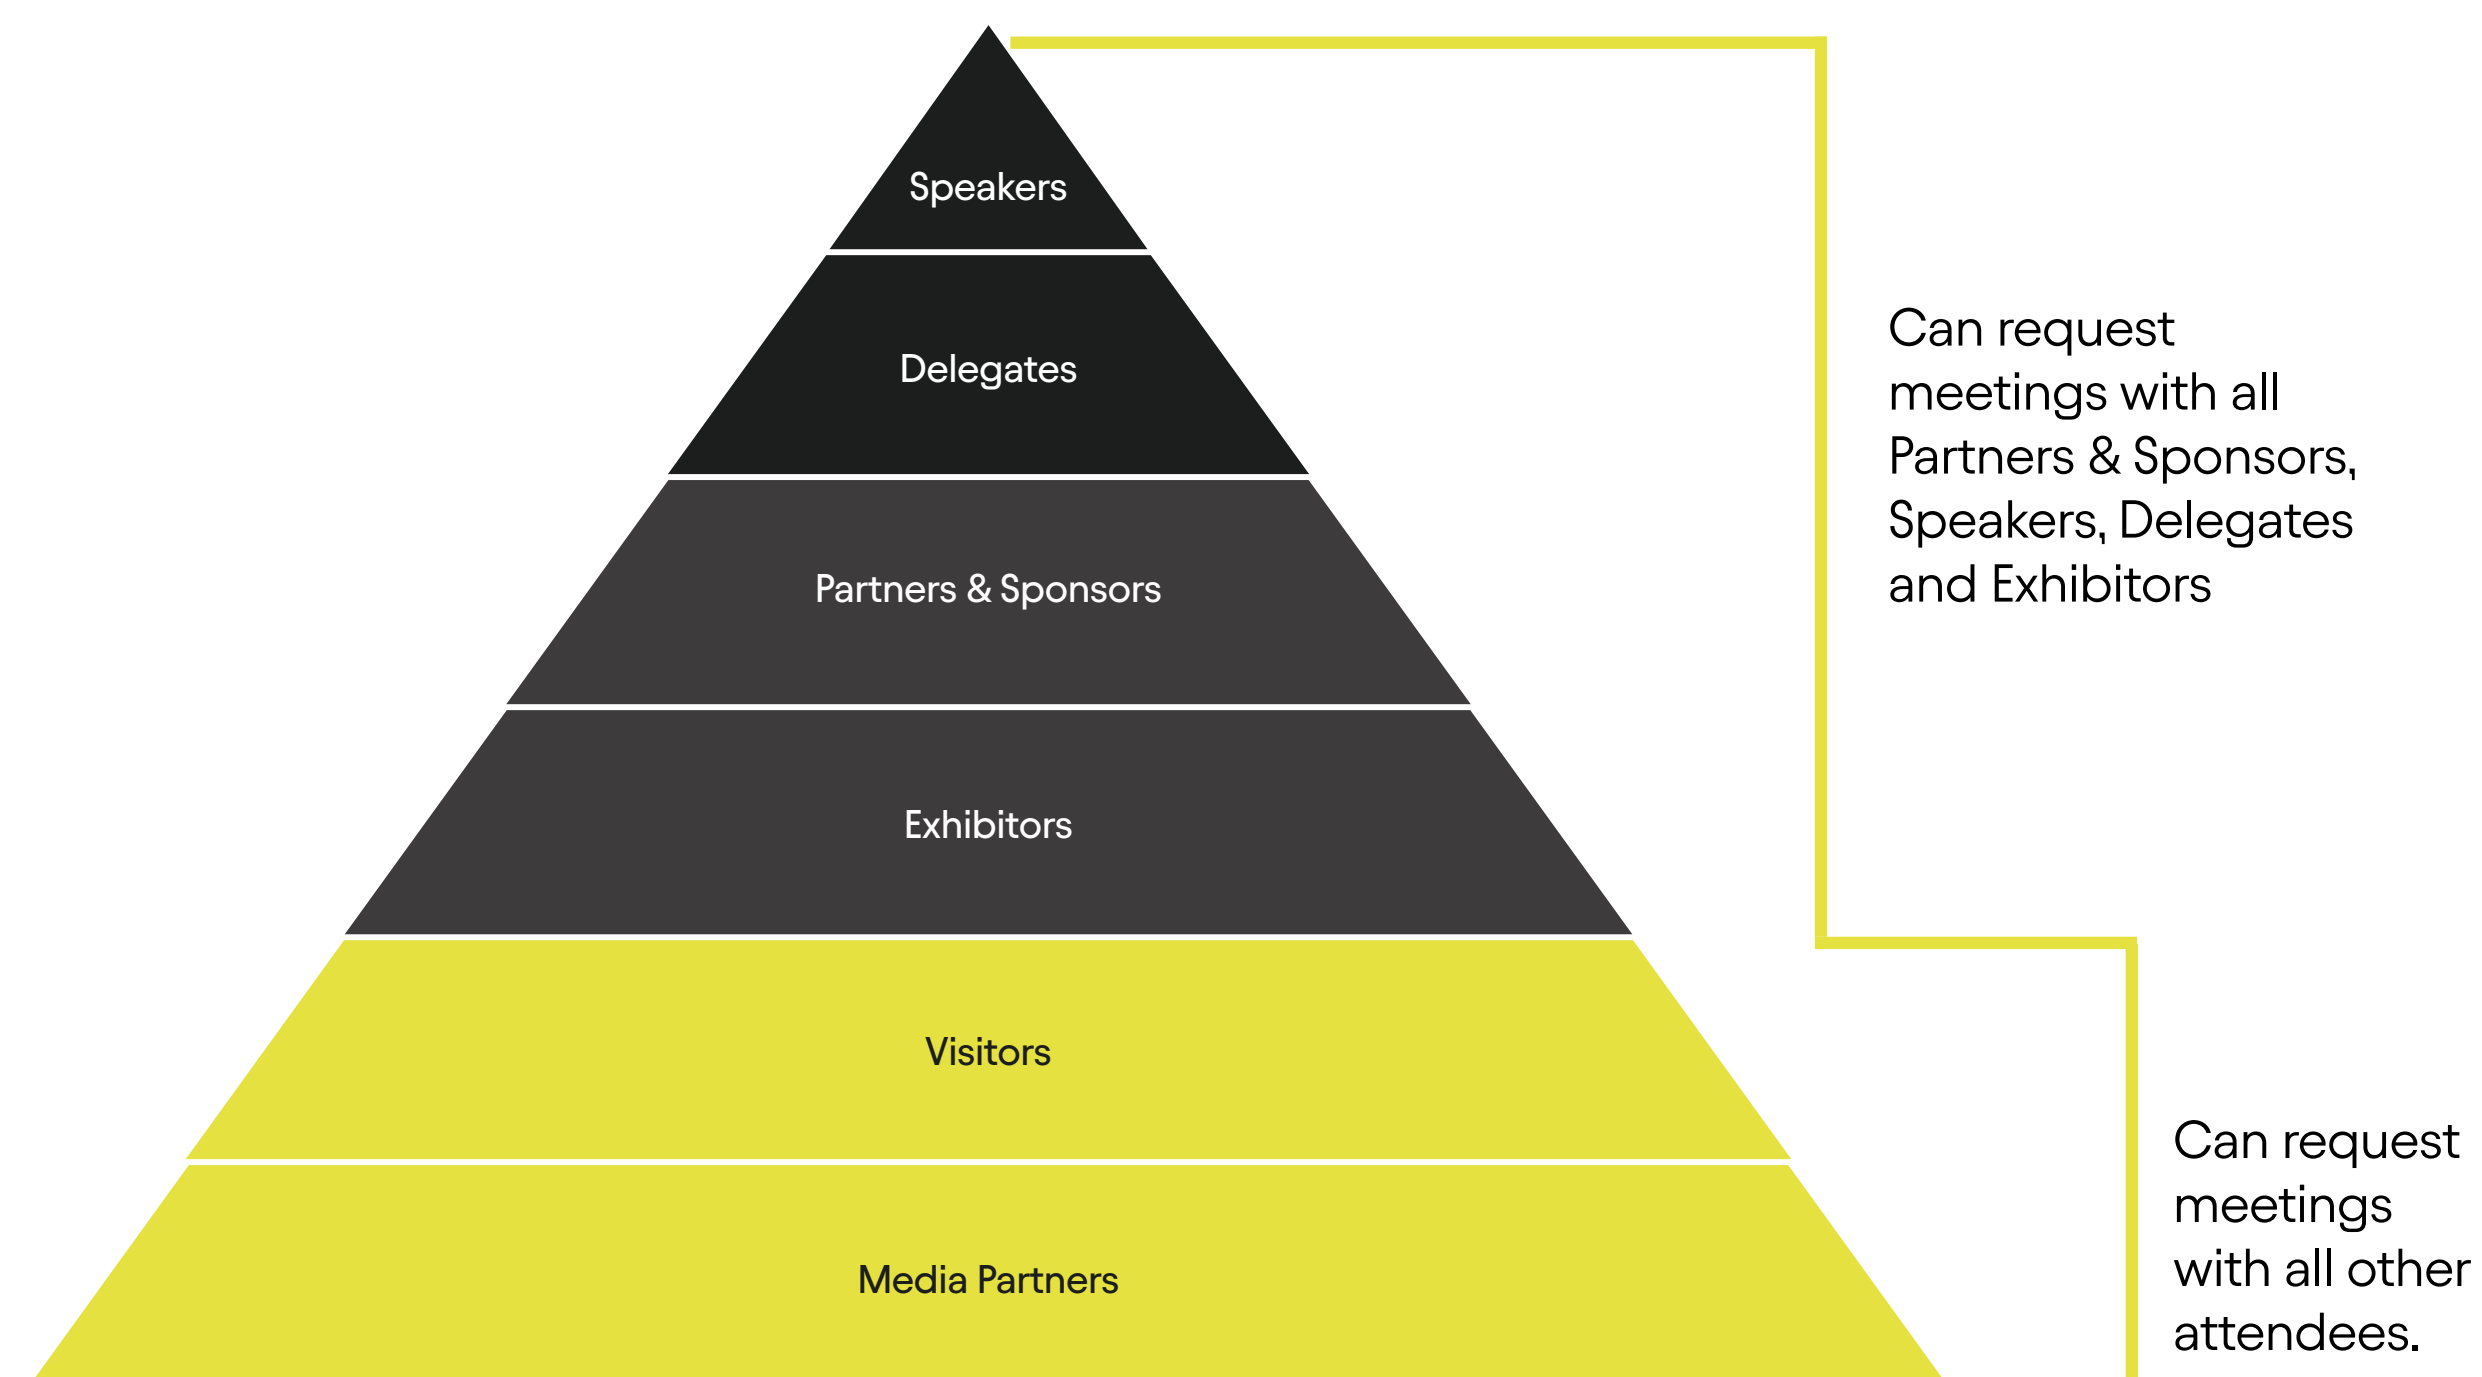 Speakers
Delegates
Partners & Sponsors
Exhibitors
Visitors
Media Partners
Can request
meetings with all
Partners & Sponsors,
Speakers, Delegates
and Exhibitors
Can request
meetings
with all other
attendees.